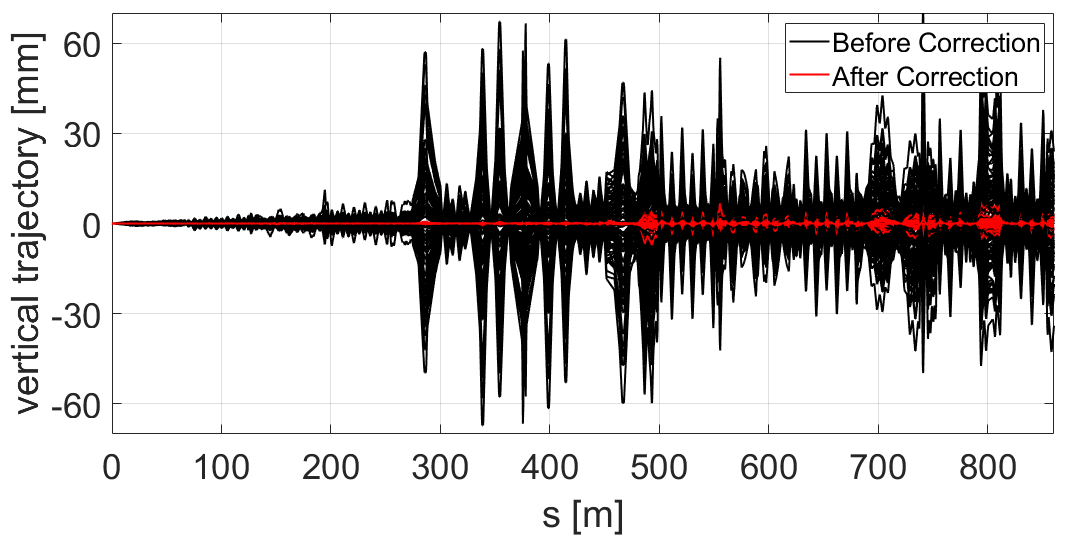 Before Correction
After Correction
60
30
0
-30
-60
vertical trajectory [mm]
0 100 200 300 400 500 600 700 800
s [m]